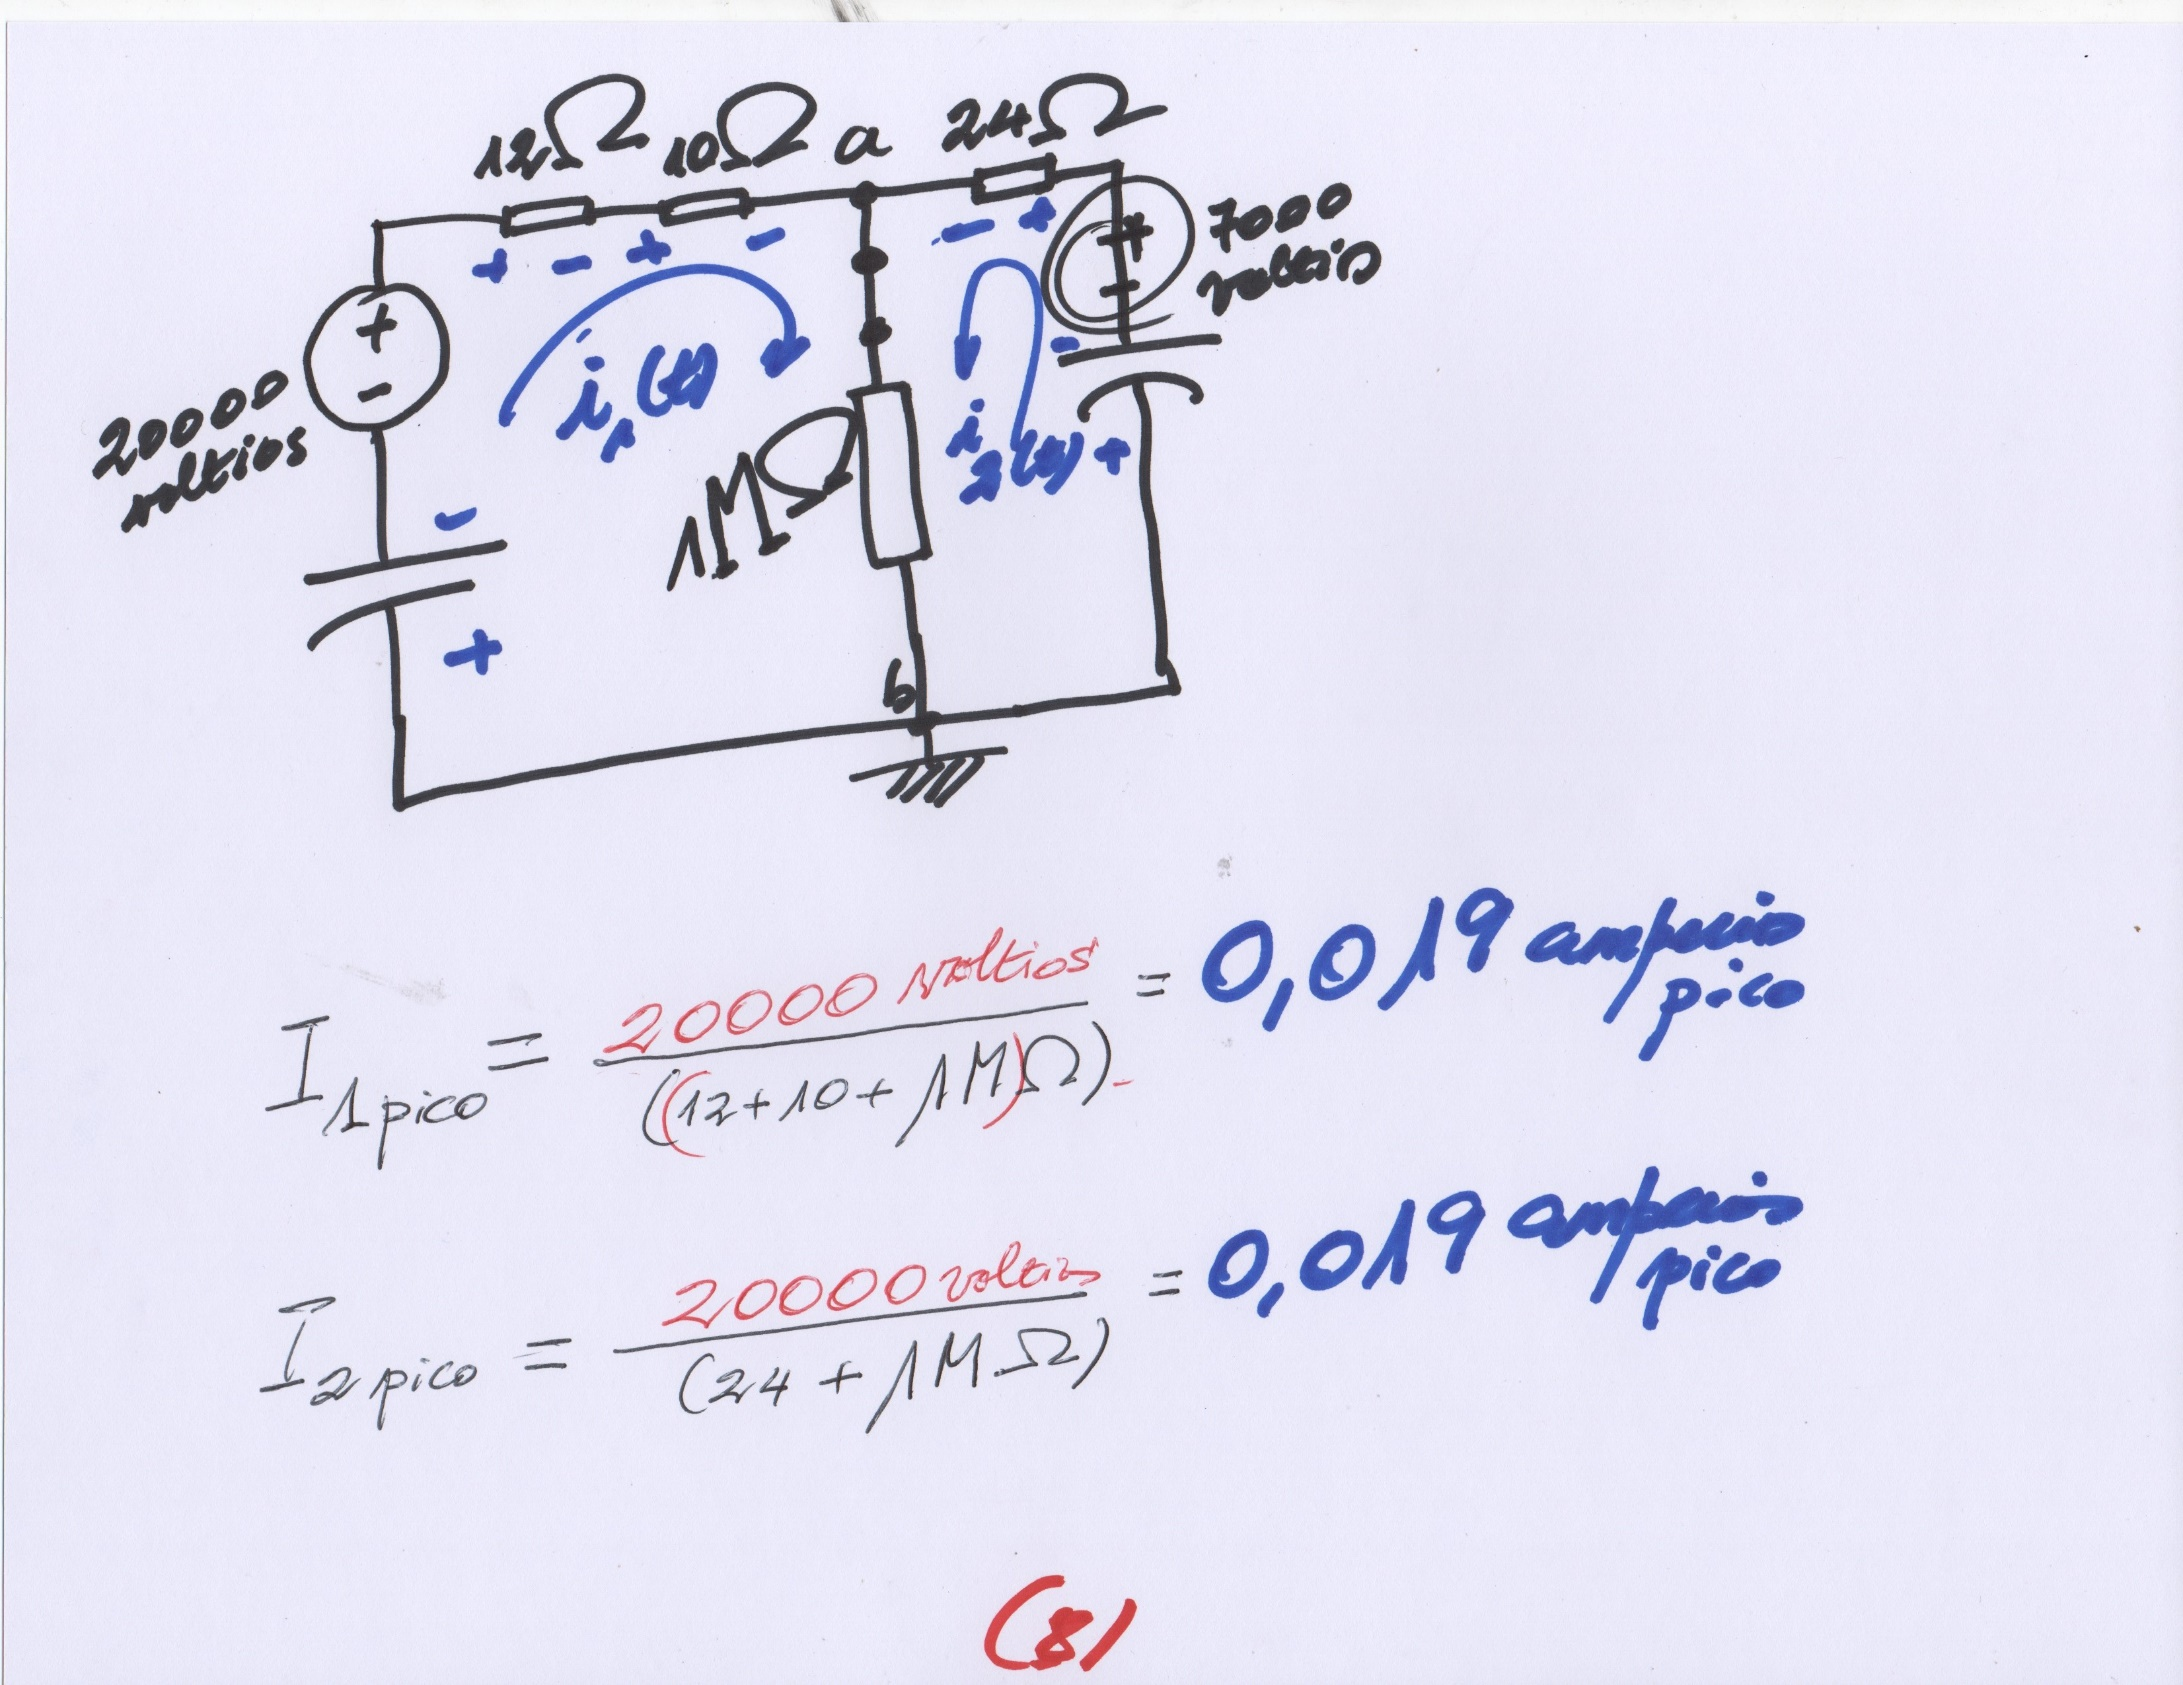 12Ω 10Ω a 24Ω
+ - + - - +
7000
voltios
+
-
+
-
20000
voltios
i₁(t)
i₂(t)
-
+
1MΩ
-
+
b
I₁pico = 20000 voltios / ((12+10+1M)Ω) = 0,019 amperios pico
I₂pico = 20000 voltios / (24+1MΩ) = 0,019 amperios pico
(8)